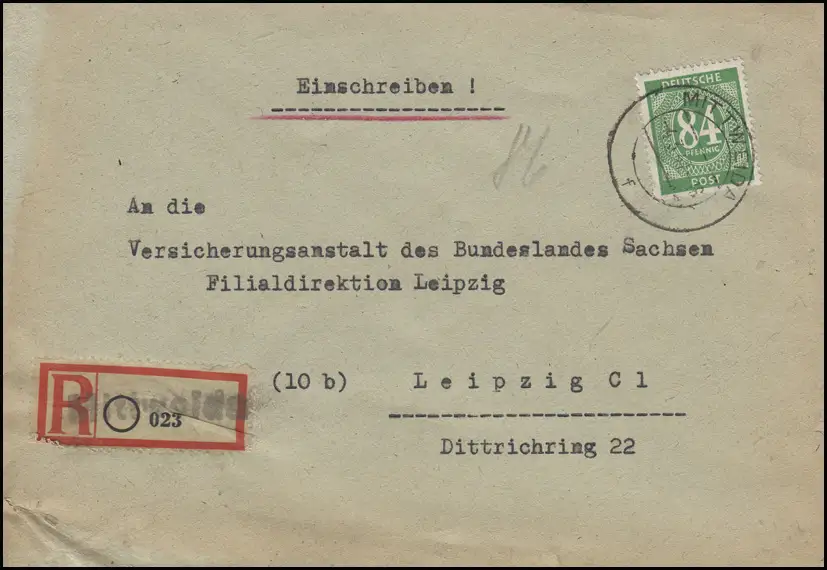 Einschreiben !
DEUTSCHE
84
PFENNIG
POST
MITTWEIDA
f
An die
Versicherungsanstalt des Bundeslandes Sachsen
Filialdirektion Leipzig
(10 b) Leipzig C1
Dittrichring 22
R 023